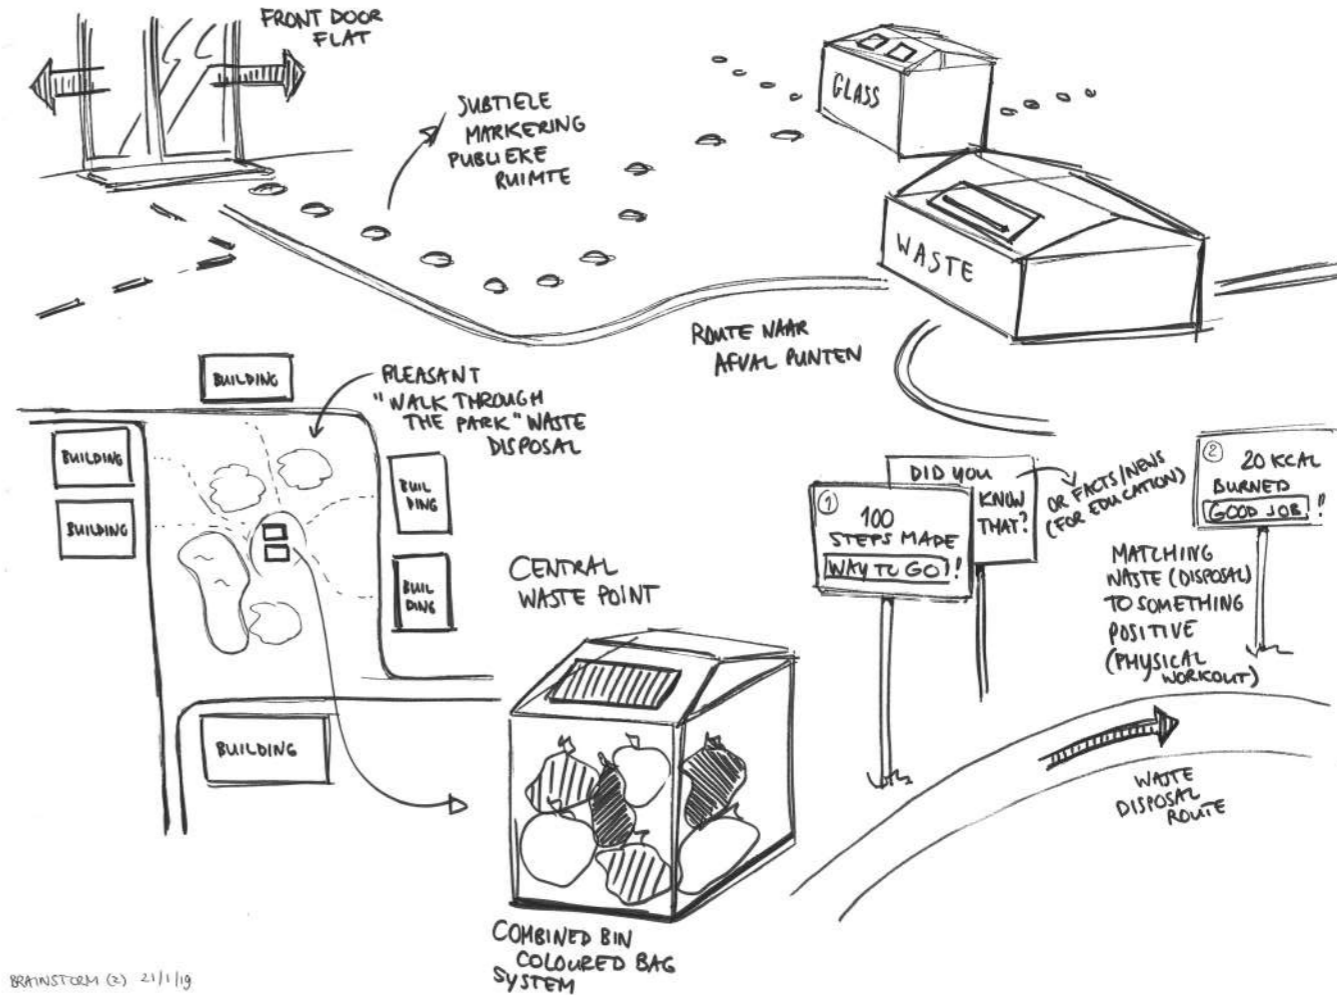 FRONT DOOR
FLAT
SUBTIELE
MARKERING
PUBLIEKE
RUIMTE
GLASS
WASTE
ROUTE NAAR
AFVAL PUNTEN
BUILDING
PLEASANT
"WALK THROUGH
THE PARK" WASTE
DISPOSAL
BUILDING
BUILDING
BUIL
DING
BUIL
DING
BUILDING
CENTRAL
WASTE POINT
COMBINED BIN
COLOURED BAG
SYSTEM
DID YOU
KNOW
THAT?
OR FACTS/NEWS
(FOR EDUCATION)
1
100
STEPS MADE
WAY TO GO!!
2
20 KCAL
BURNED
GOOD JOB!!
MATCHING
WASTE (DISPOSAL)
TO SOMETHING
POSITIVE
(PHYSICAL
WORKOUT)
WASTE
DISPOSAL
ROUTE
BRAINSTORM (2) 21/1/19